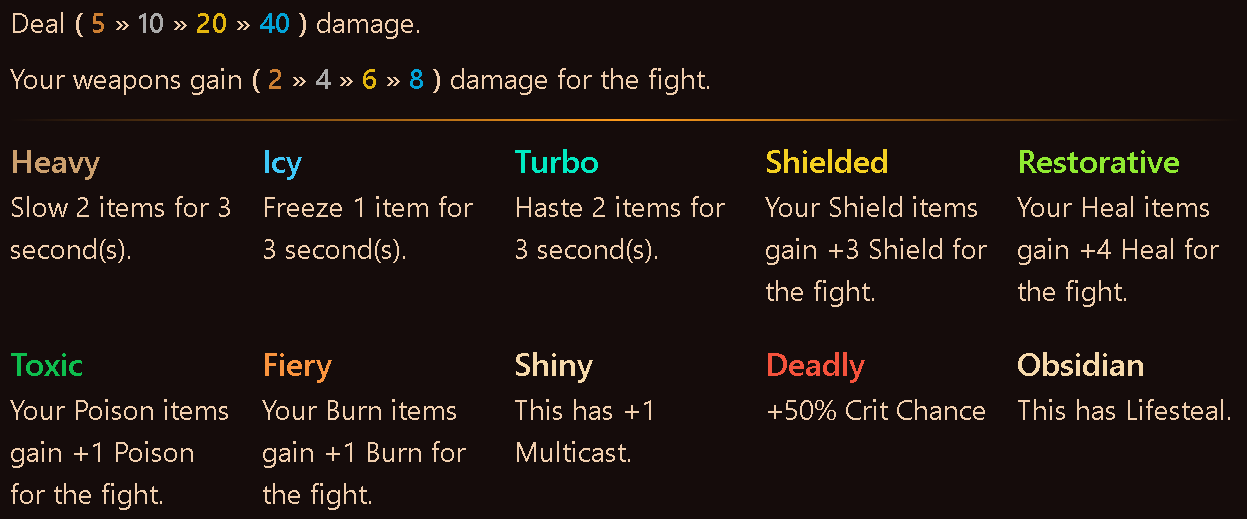 Deal ( 5 » 10 » 20 » 40 ) damage.
Your weapons gain ( 2 » 4 » 6 » 8 ) damage for the fight.
Heavy
Slow 2 items for 3
second(s).
Icy
Freeze 1 item for
3 second(s).
Turbo
Haste 2 items for
3 second(s).
Shielded
Your Shield items
gain +3 Shield for
the fight.
Restorative
Your Heal items
gain +4 Heal for
the fight.
Toxic
Your Poison items
gain +1 Poison
for the fight.
Fiery
Your Burn items
gain +1 Burn for
the fight.
Shiny
This has +1
Multicast.
Deadly
+50% Crit Chance
Obsidian
This has Lifesteal.